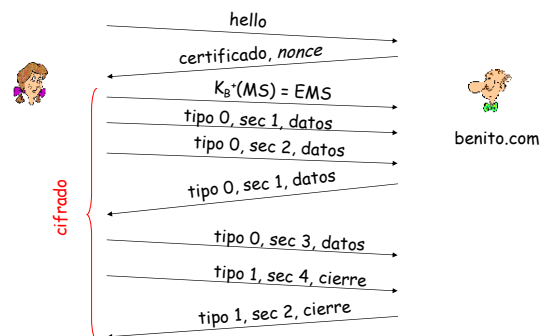 hello
certificado, nonce
K_B⁺(MS) = EMS
tipo 0, sec 1, datos
tipo 0, sec 2, datos
benito.com
tipo 0, sec 1, datos
cifrado
tipo 0, sec 3, datos
tipo 1, sec 4, cierre
tipo 1, sec 2, cierre